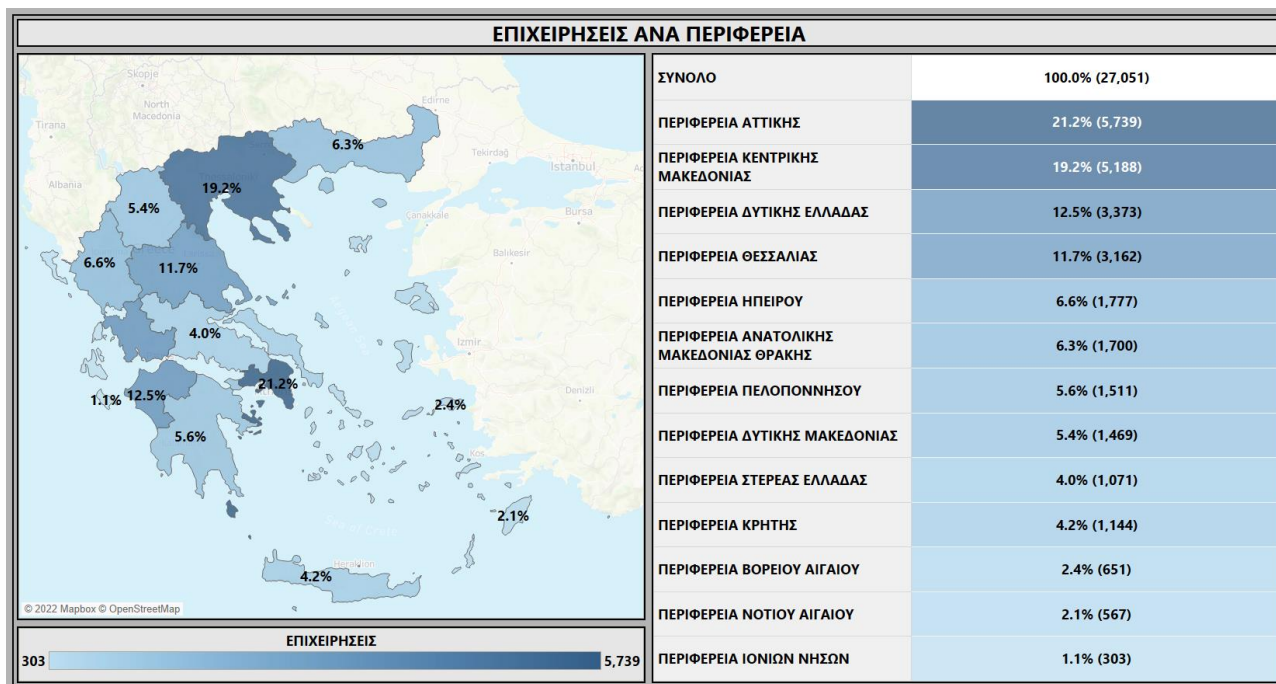 ΕΠΙΧΕΙΡΗΣΕΙΣ ΑΝΑ ΠΕΡΙΦΕΡΕΙΑ
Skopje
North
Macedonia
Tirana
Albania
Edirne
Tekirdağ
Istanbul
Çanakkale
Bursa
Balıkesir
Izmir
Denizli
Kos
Sea of Crete
Heraklion
6.3%
19.2%
5.4%
6.6%
11.7%
4.0%
21.2%
1.1%
12.5%
2.4%
5.6%
2.1%
4.2%
© 2022 Mapbox © OpenStreetMap
ΕΠΙΧΕΙΡΗΣΕΙΣ
303
5,739
ΣΥΝΟΛΟ 100.0% (27,051)
ΠΕΡΙΦΕΡΕΙΑ ΑΤΤΙΚΗΣ 21.2% (5,739)
ΠΕΡΙΦΕΡΕΙΑ ΚΕΝΤΡΙΚΗΣ
ΜΑΚΕΔΟΝΙΑΣ 19.2% (5,188)
ΠΕΡΙΦΕΡΕΙΑ ΔΥΤΙΚΗΣ ΕΛΛΑΔΑΣ 12.5% (3,373)
ΠΕΡΙΦΕΡΕΙΑ ΘΕΣΣΑΛΙΑΣ 11.7% (3,162)
ΠΕΡΙΦΕΡΕΙΑ ΗΠΕΙΡΟΥ 6.6% (1,777)
ΠΕΡΙΦΕΡΕΙΑ ΑΝΑΤΟΛΙΚΗΣ
ΜΑΚΕΔΟΝΙΑΣ ΘΡΑΚΗΣ 6.3% (1,700)
ΠΕΡΙΦΕΡΕΙΑ ΠΕΛΟΠΟΝΝΗΣΟΥ 5.6% (1,511)
ΠΕΡΙΦΕΡΕΙΑ ΔΥΤΙΚΗΣ ΜΑΚΕΔΟΝΙΑΣ 5.4% (1,469)
ΠΕΡΙΦΕΡΕΙΑ ΣΤΕΡΕΑΣ ΕΛΛΑΔΑΣ 4.0% (1,071)
ΠΕΡΙΦΕΡΕΙΑ ΚΡΗΤΗΣ 4.2% (1,144)
ΠΕΡΙΦΕΡΕΙΑ ΒΟΡΕΙΟΥ ΑΙΓΑΙΟΥ 2.4% (651)
ΠΕΡΙΦΕΡΕΙΑ ΝΟΤΙΟΥ ΑΙΓΑΙΟΥ 2.1% (567)
ΠΕΡΙΦΕΡΕΙΑ ΙΟΝΙΩΝ ΝΗΣΩΝ 1.1% (303)